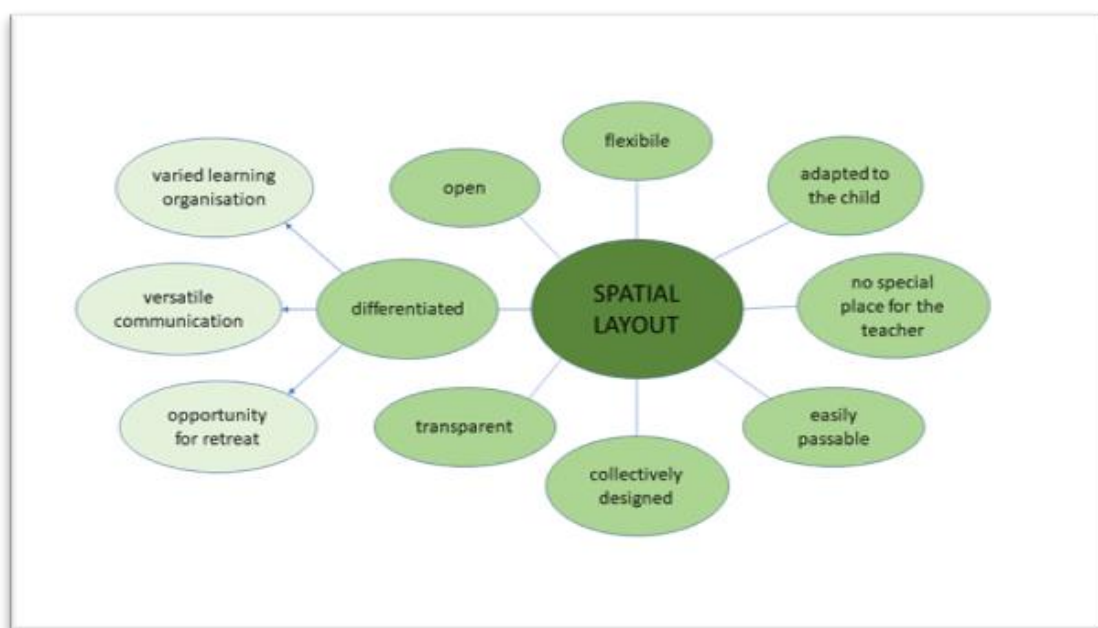 flexibile
open
adapted to
the child
varied learning
organisation
SPATIAL
LAYOUT
no special
place for the
teacher
differentiated
versatile
communication
transparent
easily
passable
opportunity
for retreat
collectively
designed